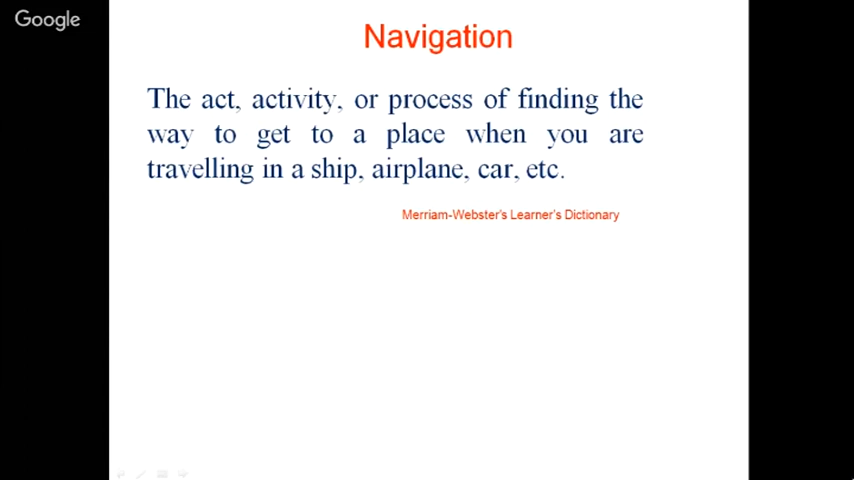 Google
Navigation
The act, activity, or process of finding the
way to get to a place when you are
travelling in a ship, airplane, car, etc.
Merriam-Webster's Learner's Dictionary